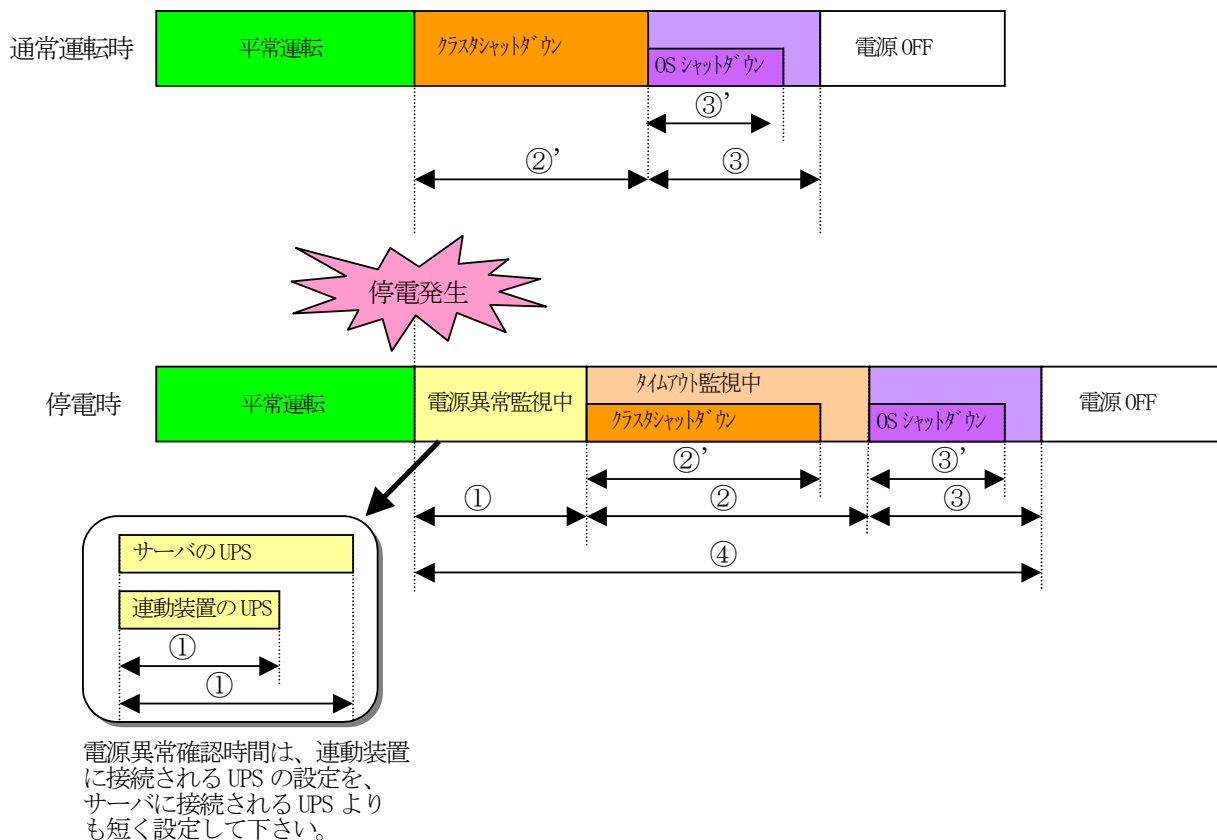 通常運転時
平常運転
クラスタシャットダウン
OS シャットダウン
電源 OFF
③’
②’
③
停電発生
停電時
平常運転
電源異常監視中
タイムアウト監視中
クラスタシャットダウン
OS シャットダウン
電源 OFF
②’
③’
①
②
③
④
サーバの UPS
連動装置の UPS
①
①
電源異常確認時間は、連動装置
に接続される UPS の設定を、
サーバに接続される UPS より
も短く設定して下さい。